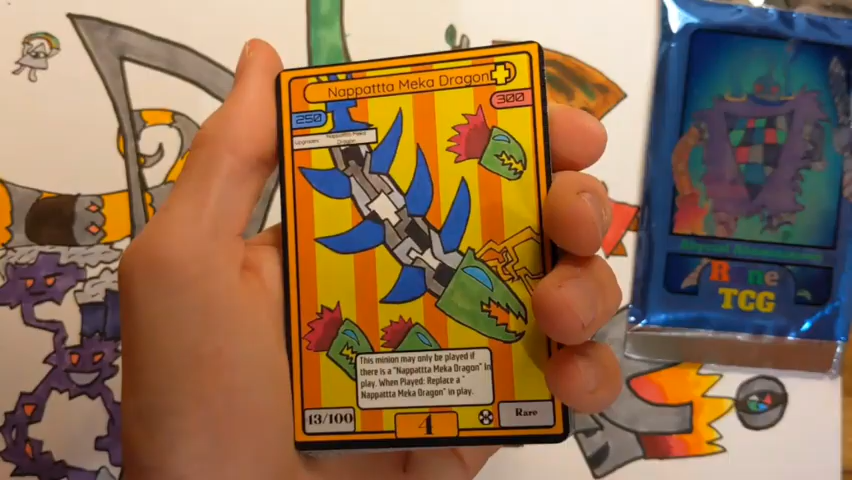 Nappattta Meka Dragon
250
300
Upgrades:
Nappattta Meka
Dragon
This minion may only be played if
there is a "Nappattta Meka Dragon" in
play. When Played: Replace a "
Nappattta Meka Dragon" in play.
13/100
4
Rare
TCG